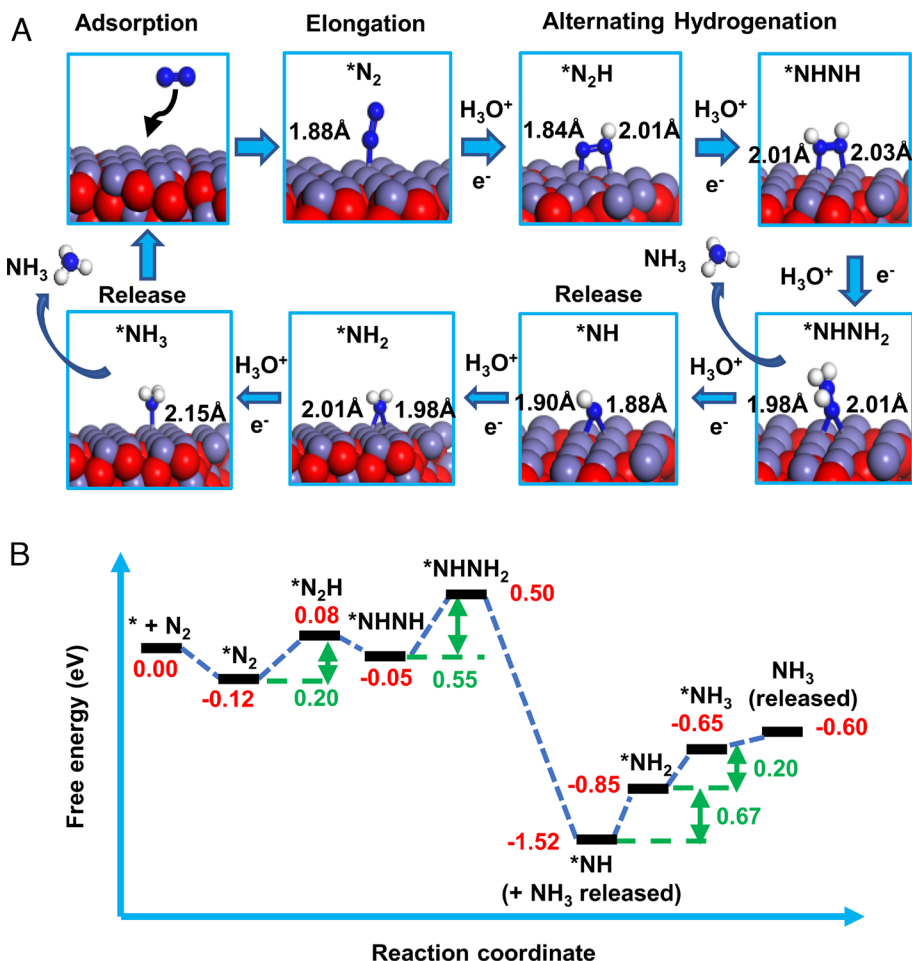 A
Adsorption
Elongation
Alternating Hydrogenation
*N₂
1.88Å
H₃O⁺
e⁻
*N₂H
1.84Å 2.01Å
H₃O⁺
e⁻
*NHNH
2.01Å 2.03Å
H₃O⁺ e⁻
NH₃
Release
*NH₃
2.15Å
H₃O⁺
e⁻
*NH₂
2.01Å 1.98Å
H₃O⁺
e⁻
Release
*NH
1.90Å 1.88Å
H₃O⁺
e⁻
NH₃
*NHNH₂
1.98Å 2.01Å
B
Free energy (eV)
* + N₂
0.00
*N₂
-0.12
*N₂H
0.08
0.20
*NHNH
-0.05
*NHNH₂
0.50
0.55
-1.52
*NH
(+ NH₃ released)
-0.85
*NH₂
0.67
*NH₃
-0.65
0.20
NH₃
(released)
-0.60
Reaction coordinate